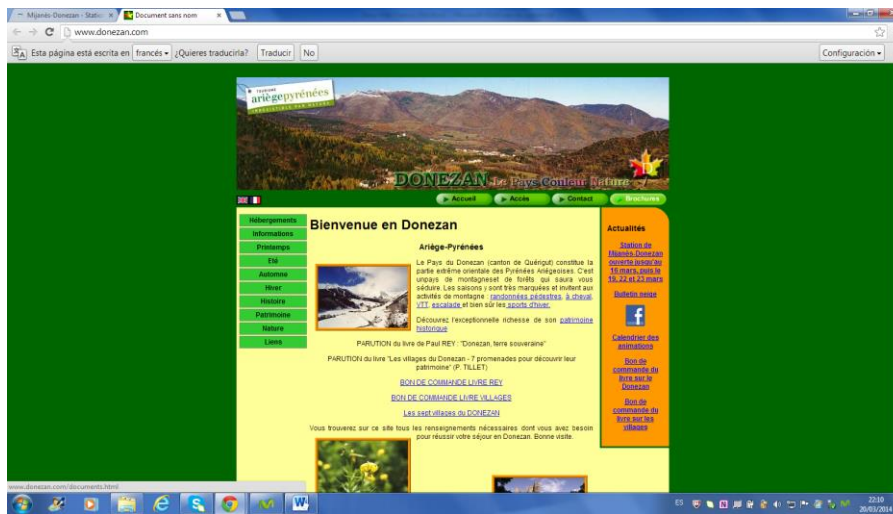 Mijanès-Donezan - Statio
Document sans nom
www.donezan.com
Esta página está escrita en francés ¿Quieres traducirla? Traducir No Configuración
TOURISME
ariègepyrénées
DONEZAN Le Pays Couleur Nature
Accueil Accès Contact Brochures
Hébergements
Informations
Printemps
Eté
Automne
Hiver
Histoire
Patrimoine
Nature
Liens
Bienvenue en Donezan
Ariège-Pyrénées
Le Pays du Donezan (canton de Quérigut) constitue la
partie extrême orientale des Pyrénées Ariégeoises. C'est
unpays de montagneset de forêts qui saura vous
séduire. Les saisons y sont très marquées et invitent aux
activités de montagne : randonnées pédestres, à cheval,
VTT, escalade et bien sûr les sports d'hiver.
Découvrez l'exceptionnelle richesse de son patrimoine
historique
PARUTION du livre de Paul REY : "Donezan, terre souveraine"
PARUTION du livre "Les villages du Donezan - 7 promenades pour découvrir leur
patrimoine" (P. TILLET)
BON DE COMMANDE LIVRE REY
BON DE COMMANDE LIVRE VILLAGES
Les sept villages du DONEZAN
Vous trouverez sur ce site tous les renseignements nécessaires dont vous avez besoin
pour réussir votre séjour en Donezan. Bonne visite.
Actualités
Station de
Mijanès-Donezan
ouverte jusqu'au
16 mars, puis le
19, 22 et 23 mars
Bulletin neige
Calendrier des
animations
Bon de
commande du
livre sur le
Donezan
Bon de
commande du
livre sur les
villages
www.donezan.com/documents.html
ES
22:10
20/03/2014